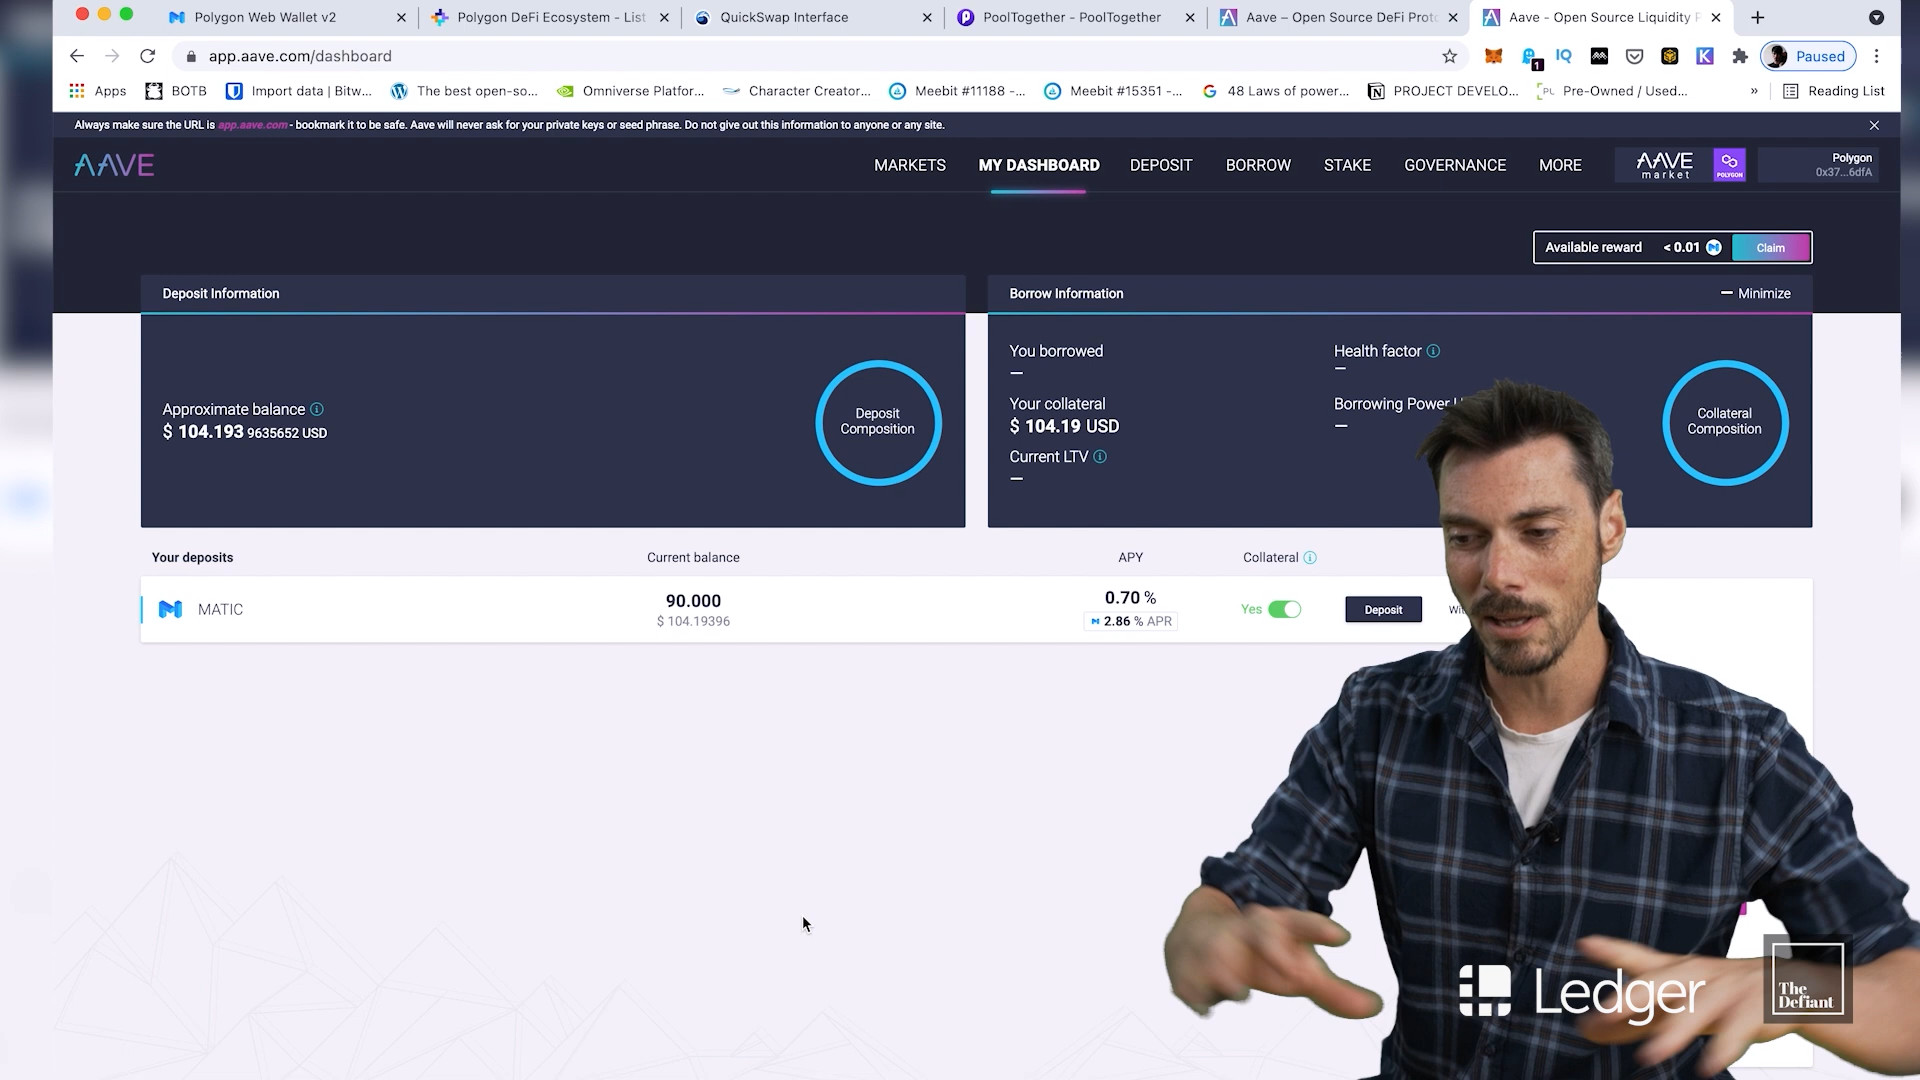 Polygon Web Wallet v2
Polygon DeFi Ecosystem - List
QuickSwap Interface
PoolTogether - PoolTogether
Aave – Open Source DeFi Proto
Aave - Open Source Liquidity P
app.aave.com/dashboard
1
IQ
K
Paused
Apps
BOTB
Import data | Bitw...
The best open-so...
Omniverse Platfor...
Character Creator...
Meebit #11188 -...
Meebit #15351 -...
48 Laws of power...
PROJECT DEVELO...
Pre-Owned / Used...
»
Reading List
Always make sure the URL is app.aave.com - bookmark it to be safe. Aave will never ask for your private keys or seed phrase. Do not give out this information to anyone or any site.
AAVE
MARKETS
MY DASHBOARD
DEPOSIT
BORROW
STAKE
GOVERNANCE
MORE
AAVE
market
POLYGON
Polygon
0x37...6dfA
Available reward
< 0.01
Claim
Deposit Information
Approximate balance
$ 104.193 9635652 USD
Deposit
Composition
Borrow Information
Minimize
You borrowed
—
Health factor
—
Your collateral
$ 104.19 USD
Borrowing Power
—
Current LTV
—
Collateral
Composition
Your deposits
Current balance
APY
Collateral
MATIC
90.000
$ 104.19396
0.70 %
2.86 % APR
Yes
Deposit
Ledger
The
Defiant